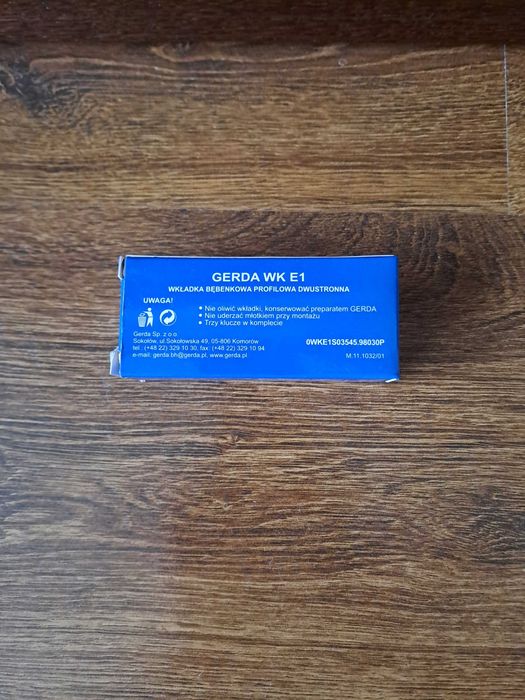 GERDA WK E1
WKŁADKA BĘBENKOWA PROFILOWA DWUSTRONNA
UWAGA!
• Nie oliwić wkładki, konserwować preparatem GERDA
• Nie uderzać młotkiem przy montażu
• Trzy klucze w komplecie
Gerda Sp. z o.o.
Sokołów, ul.Sokołowska 49, 05-806 Komorów
tel.:(+48 22) 329 10 30, fax: (+48 22) 329 10 94
e-mail: gerda.bh@gerda.pl, www.gerda.pl
0WKE1S03545.98030P
M.11.1032/01